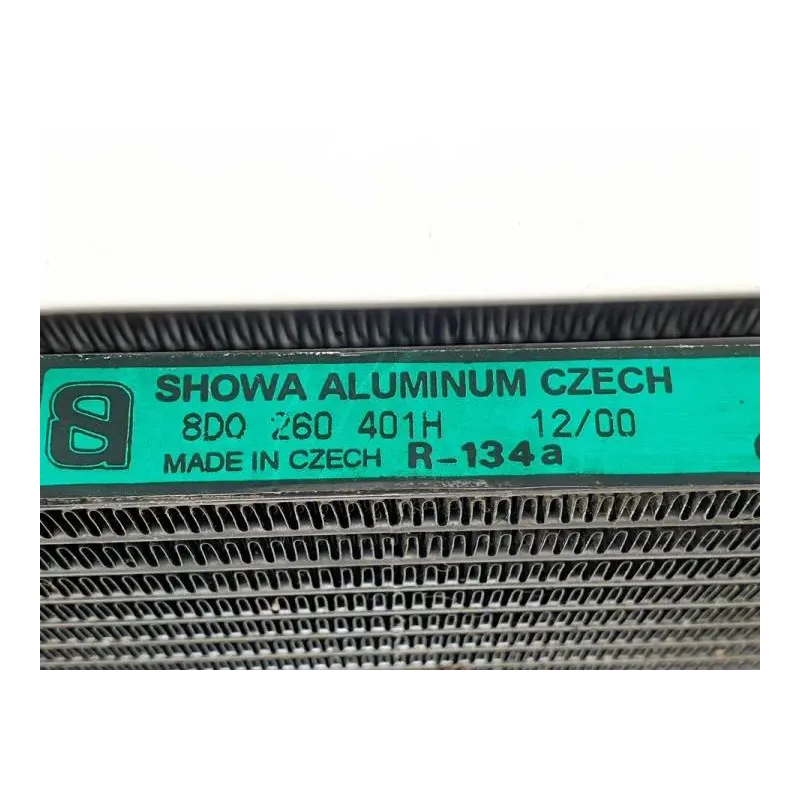 SHOWA ALUMINUM CZECH
8D0 260 401H 12/00
MADE IN CZECH R-134a